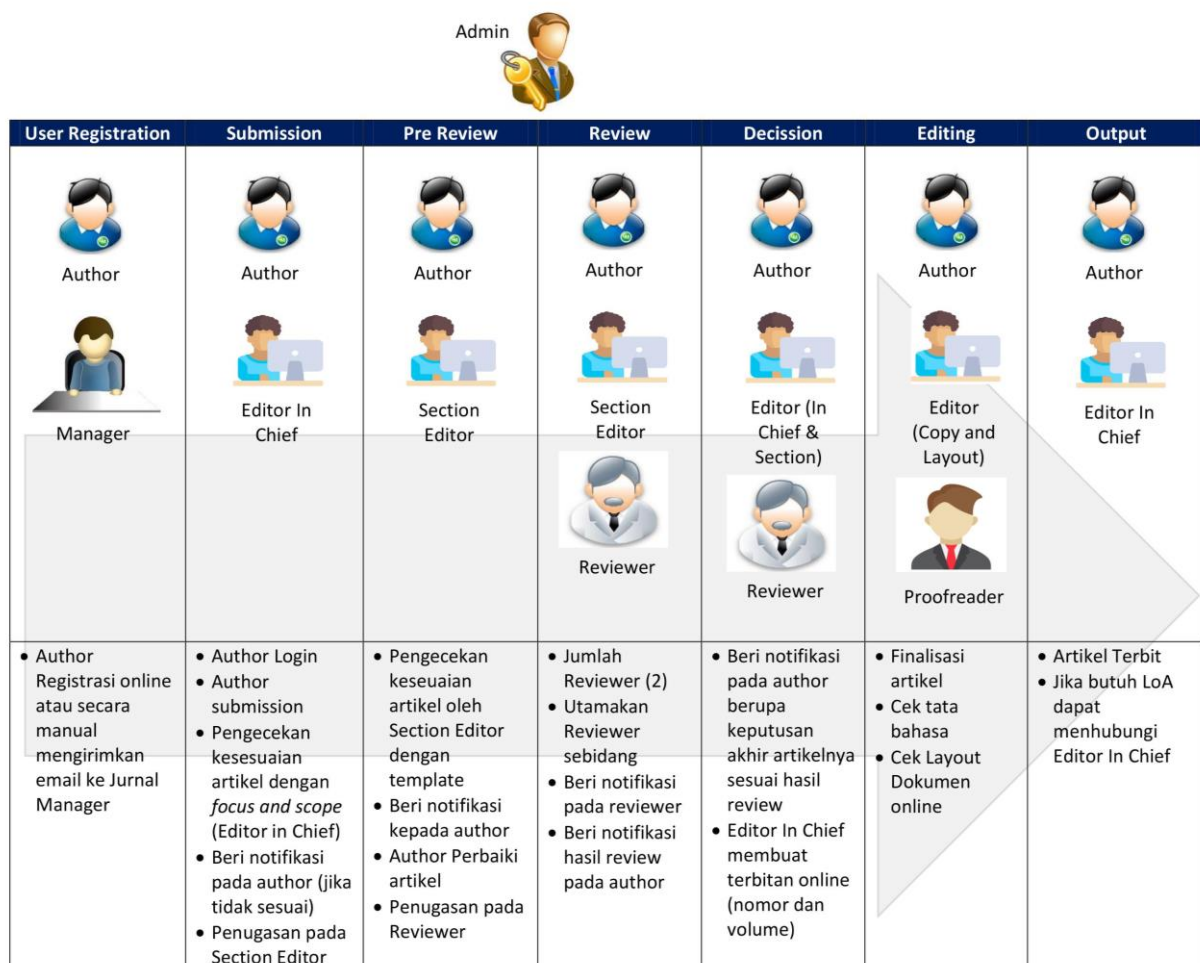 Admin
User Registration
Submission
Pre Review
Review
Decission
Editing
Output
Author
Author
Author
Author
Author
Author
Author
Manager
Editor In
Chief
Section
Editor
Section
Editor
Editor (In
Chief &
Section)
Editor
(Copy and
Layout)
Editor In
Chief
Reviewer
Reviewer
Proofreader
• Author
Registrasi online
atau secara
manual
mengirimkan
email ke Jurnal
Manager
• Author Login
• Author
submission
• Pengecekan
kesesuaian
artikel dengan
focus and scope
(Editor in Chief)
• Beri notifikasi
pada author (jika
tidak sesuai)
• Penugasan pada
Section Editor
• Pengecekan
keseuaian
artikel oleh
Section Editor
dengan
template
• Beri notifikasi
kepada author
• Author Perbaiki
artikel
• Penugasan pada
Reviewer
• Jumlah
Reviewer (2)
• Utamakan
Reviewer
sebidang
• Beri notifikasi
pada reviewer
• Beri notifikasi
hasil review
pada author
• Beri notifikasi
pada author
berupa
keputusan
akhir artikelnya
sesuai hasil
review
• Editor In Chief
membuat
terbitan online
(nomor dan
volume)
• Finalisasi
artikel
• Cek tata
bahasa
• Cek Layout
Dokumen
online
• Artikel Terbit
• Jika butuh LoA
dapat
menhubungi
Editor In Chief